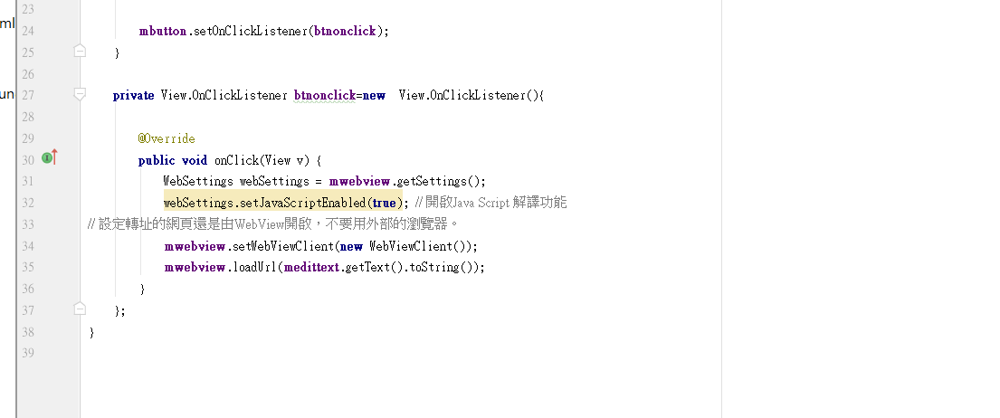 23
ml
24 mbutton.setOnClickListener(btnonclick);
25 }
26
un
27 private View.OnClickListener btnonclick=new  View.OnClickListener(){
28
29 @Override
30 public void onClick(View v) {
31 WebSettings webSettings = mwebview.getSettings();
32 webSettings.setJavaScriptEnabled(true); //開啟Java Script 解譯功能
33 //設定轉址的網頁還是由WebView開啟，不要用外部的瀏覽器。
34 mwebview.setWebViewClient(new WebViewClient());
35 mwebview.loadUrl(medittext.getText().toString());
36 }
37 };
38 }
39